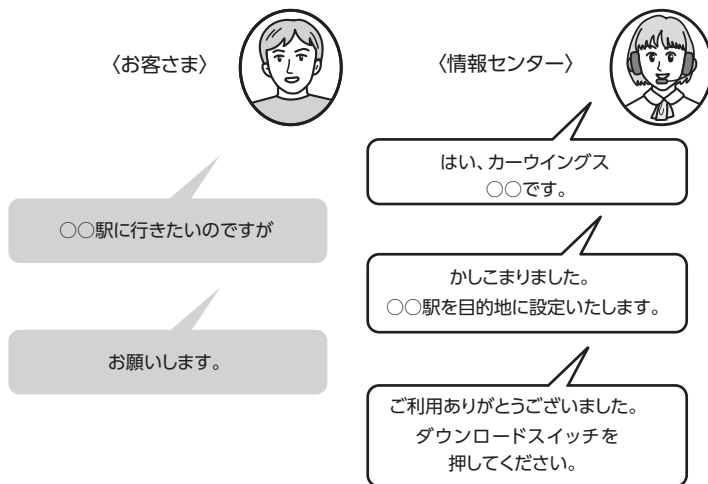 〈お客さま〉
〈情報センター〉
はい、カーウイングス
○○です。
○○駅に行きたいのですが
かしこまりました。
○○駅を目的地に設定いたします。
お願いします。
ご利用ありがとうございました。
ダウンロードスイッチを
押してください。